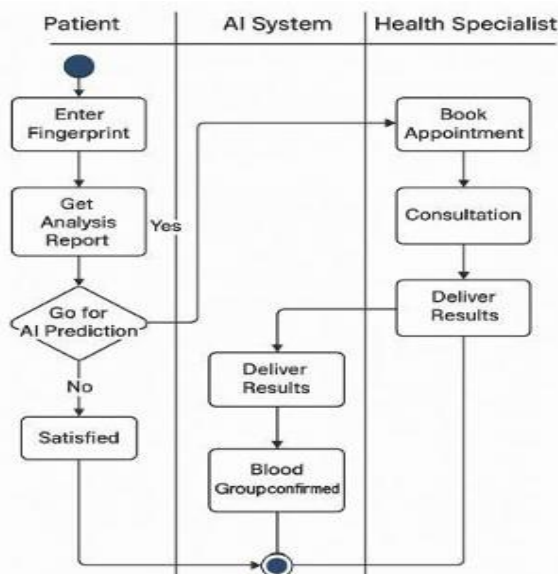 Patient
AI System
Health Specialist
Enter
Fingerprint
Get
Analysis
Report
Yes
Go for
AI Prediction
No
Satisfied
Deliver
Results
Blood
Groupconfirmed
Book
Appointment
Consultation
Deliver
Results